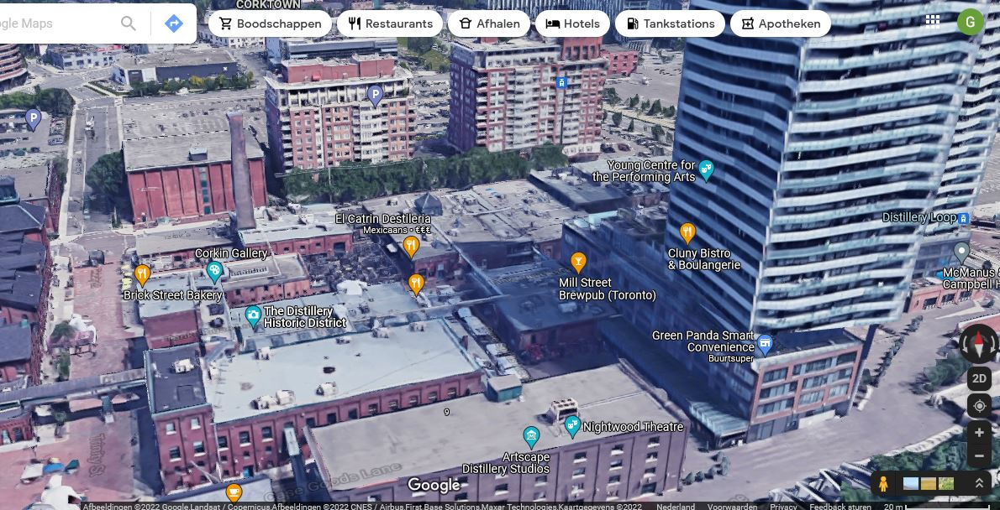 CORKTOWN
gle Maps
Boodschappen
Restaurants
Afhalen
Hotels
Tankstations
Apotheken
G
P
P
Young Centre for
the Performing Arts
El Catrin Destileria
Mexicaans • €€€
Distillery Loop
Corkin Gallery
Cluny Bistro
& Boulangerie
McManus &
Campbell H
Brick Street Bakery
Mill Street
Brewpub (Toronto)
The Distillery
Historic District
Green Panda Smart
Convenience
Buurtsuper
2D
9
Nightwood Theatre
Artscape
Distillery Studios
Trinity St
Case Goods Lane
Google
Afbeeldingen ©2022 Google,Landsat / Copernicus,Afbeeldingen ©2022 CNES / Airbus,First Base Solutions,Maxar Technologies,Kaartgegevens ©2022
Nederland
Voorwaarden
Privacy
Feedback sturen
20 m